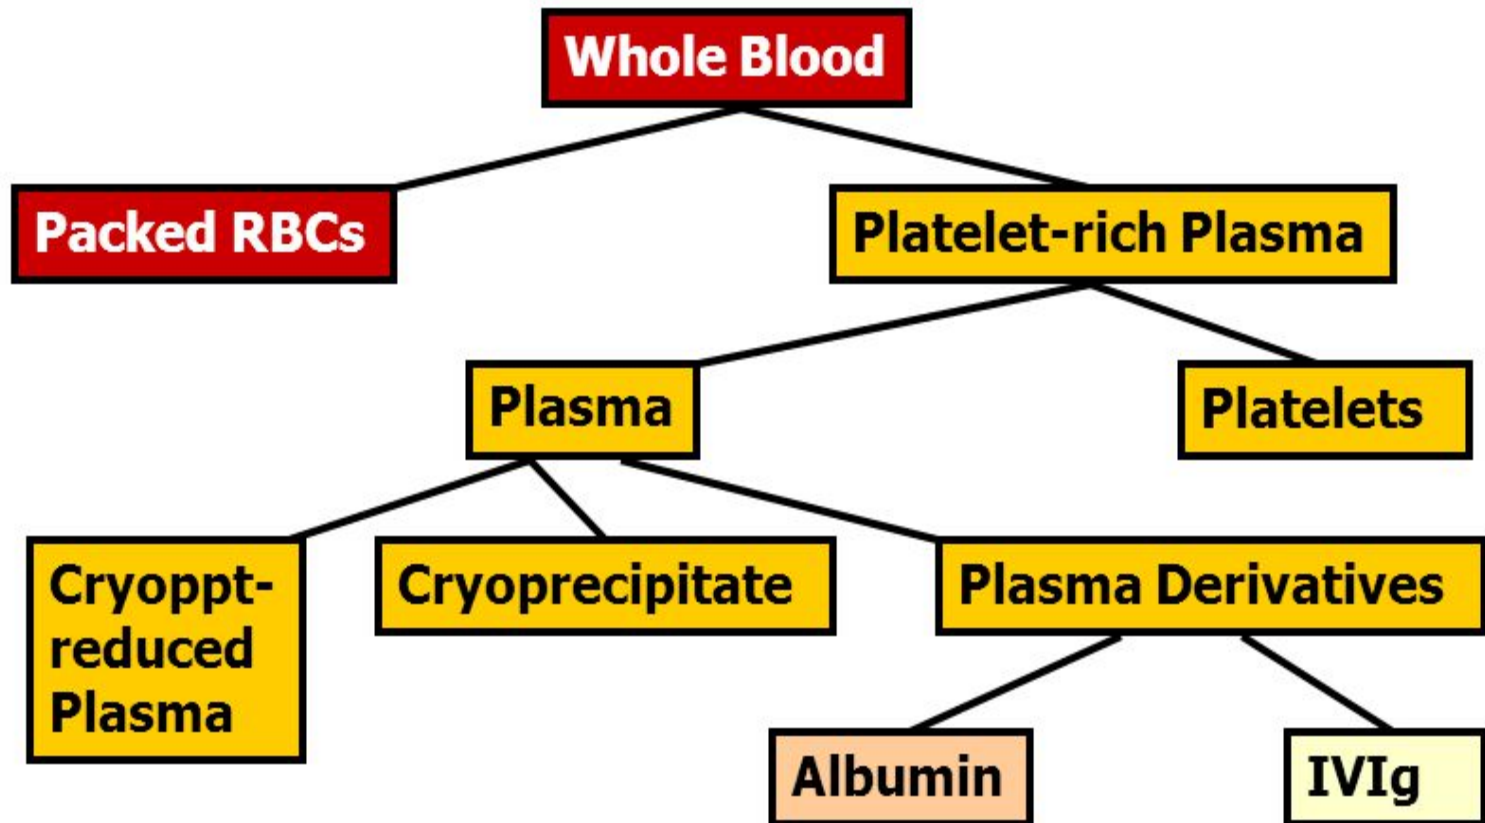 Whole Blood
Packed RBCs
Platelet-rich Plasma
Plasma
Platelets
Cryoppt-
reduced
Plasma
Cryoprecipitate
Plasma Derivatives
Albumin
IVIg